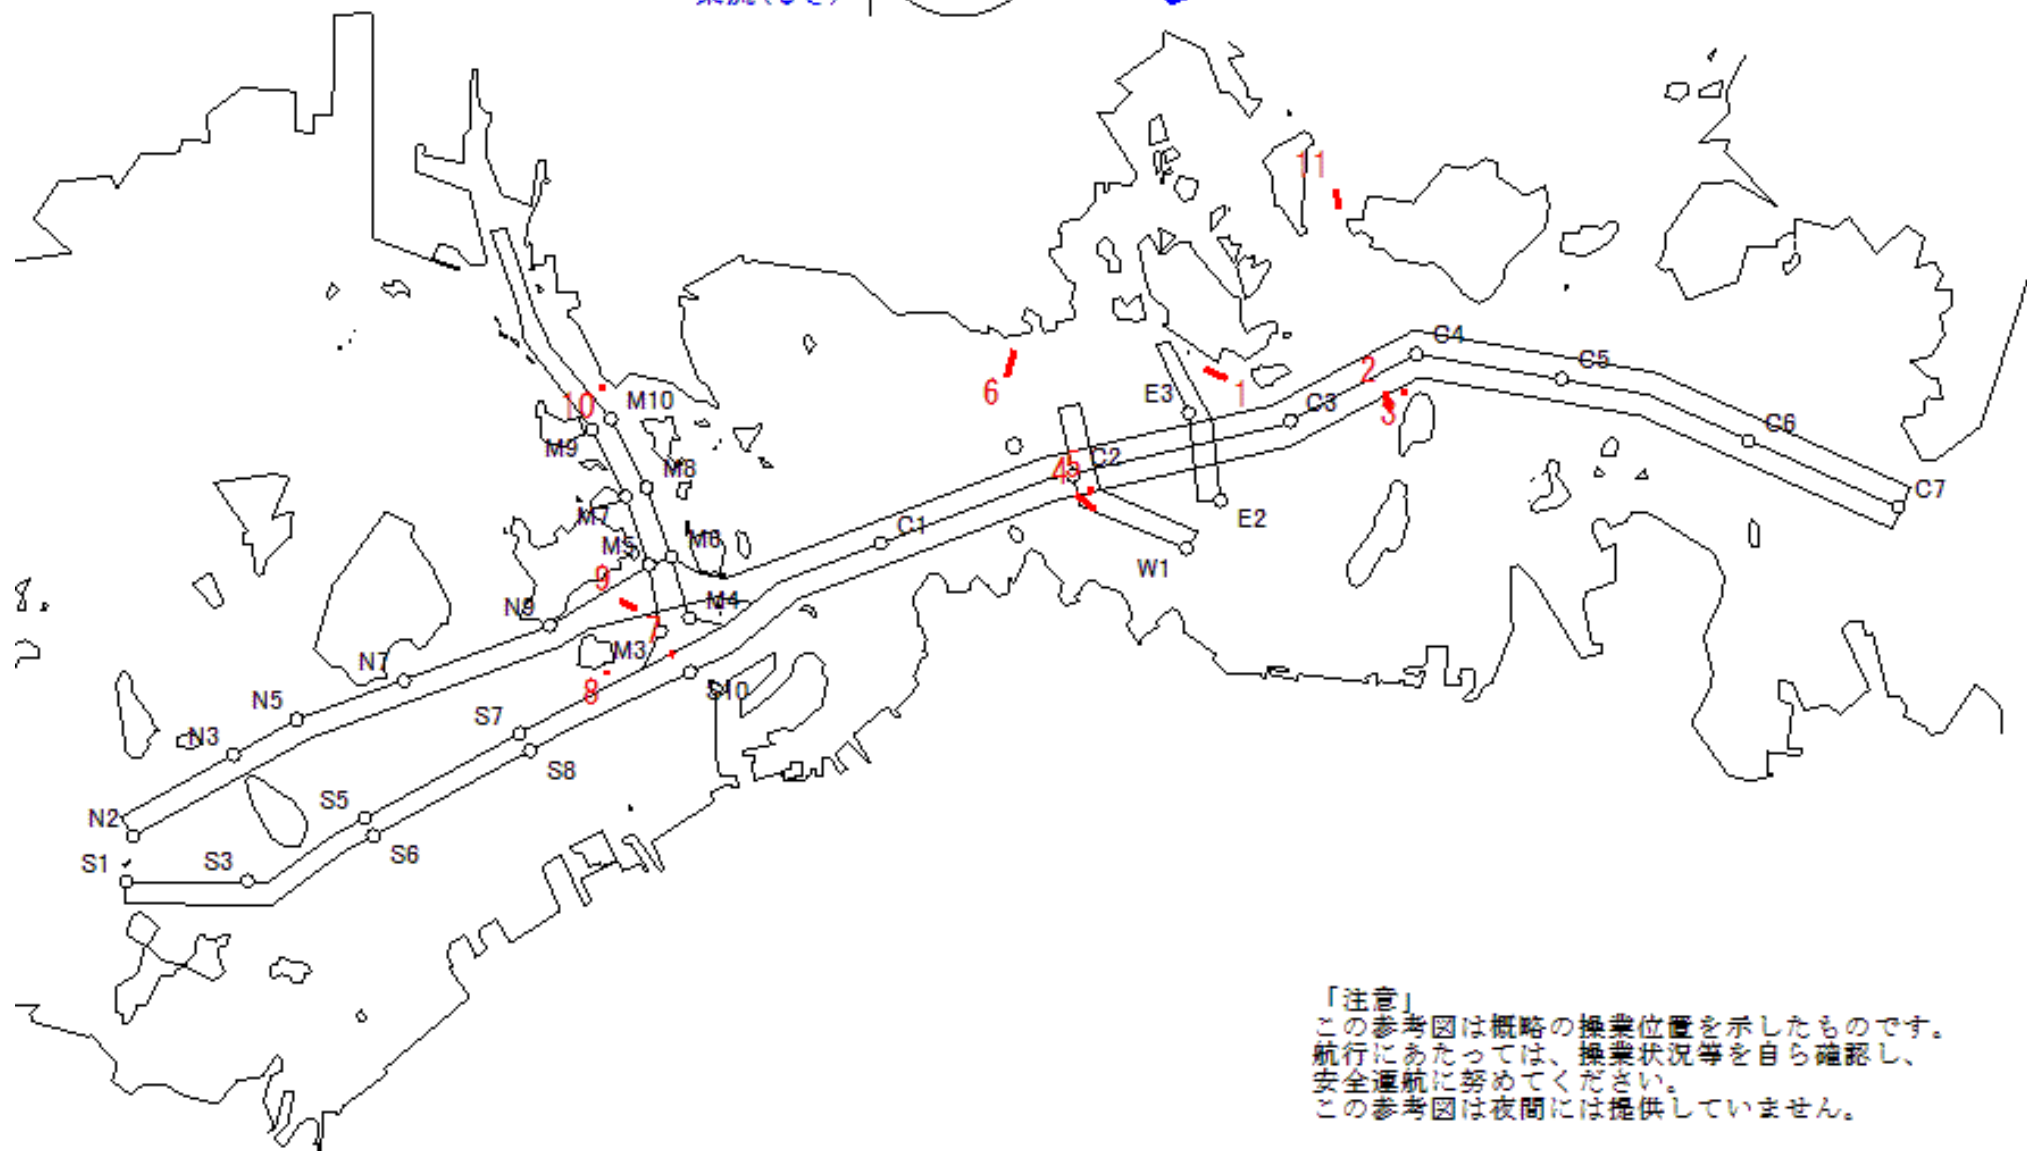 11
C4
2
C5
6
1
E3
3
C3
10
M10
M9
C6
M8
45
C2
C7
M7
E2
C1
M5
M6
W1
9
N9
M4
7
M3
N7
8
S10
N5
S7
N3
S8
S5
N2
S6
S1
S3
「注意」
この参考図は概略の操業位置を示したものです。
航行にあたっては、操業状況等を自ら確認し、
安全運航に努めてください。
この参考図は夜間には提供していません。